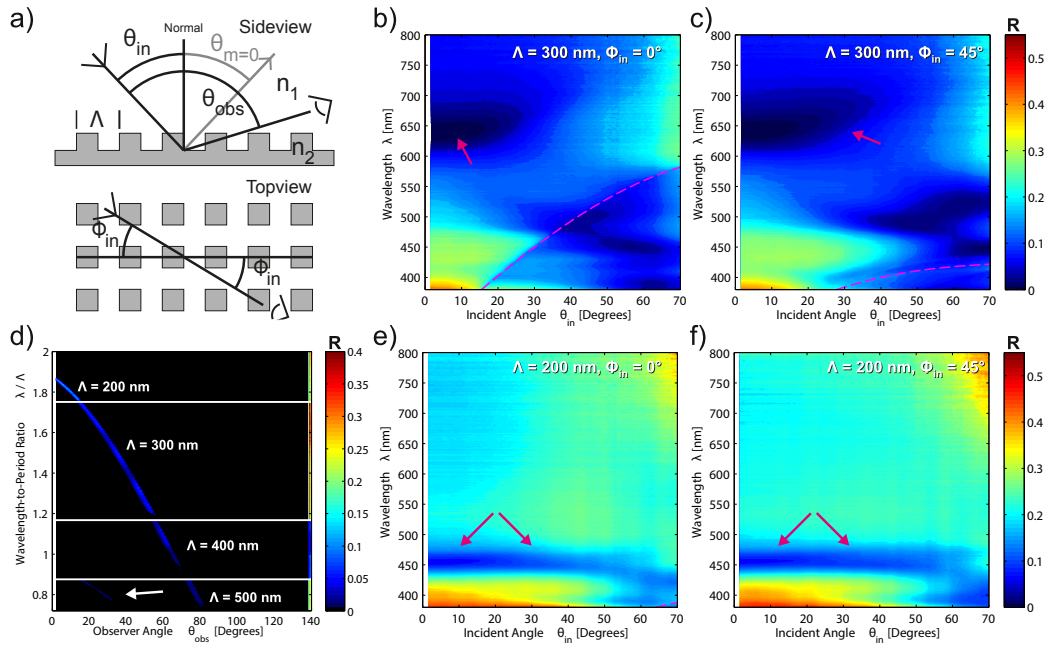 a)
Sideview
Normal
θin
θm=0
n1
θobs
| Λ |
n2
Topview
Φin
Φin
b)
Λ = 300 nm, Φin = 0°
Wavelength λ [nm]
800
750
700
650
600
550
500
450
400
0 10 20 30 40 50 60 70
Incident Angle θin [Degrees]
c)
R
Λ = 300 nm, Φin = 45°
Wavelength λ [nm]
800
750
700
650
600
550
500
450
400
0 10 20 30 40 50 60 70
Incident Angle θin [Degrees]
0.5
0.4
0.3
0.2
0.1
0
d)
R
Wavelength-to-Period Ratio λ / Λ
2
1.8
1.6
1.4
1.2
1
0.8
Λ = 200 nm
Λ = 300 nm
Λ = 400 nm
Λ = 500 nm
0 20 40 60 80 100 120 140
Observer Angle θobs [Degrees]
0.4
0.35
0.3
0.25
0.2
0.15
0.1
0.05
0
e)
Λ = 200 nm, Φin = 0°
Wavelength λ [nm]
800
750
700
650
600
550
500
450
400
0 10 20 30 40 50 60 70
Incident Angle θin [Degrees]
f)
R
Λ = 200 nm, Φin = 45°
Wavelength λ [nm]
800
750
700
650
600
550
500
450
400
0 10 20 30 40 50 60 70
Incident Angle θin [Degrees]
0.5
0.4
0.3
0.2
0.1
0